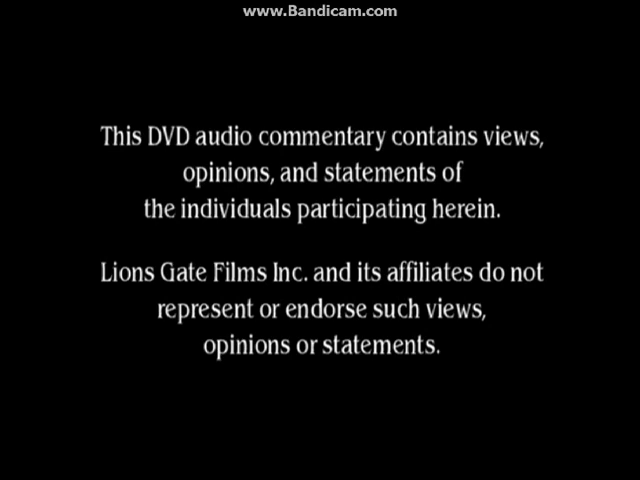 www.Bandicam.com
This DVD audio commentary contains views,
opinions, and statements of
the individuals participating herein.
Lions Gate Films Inc. and its affiliates do not
represent or endorse such views,
opinions or statements.